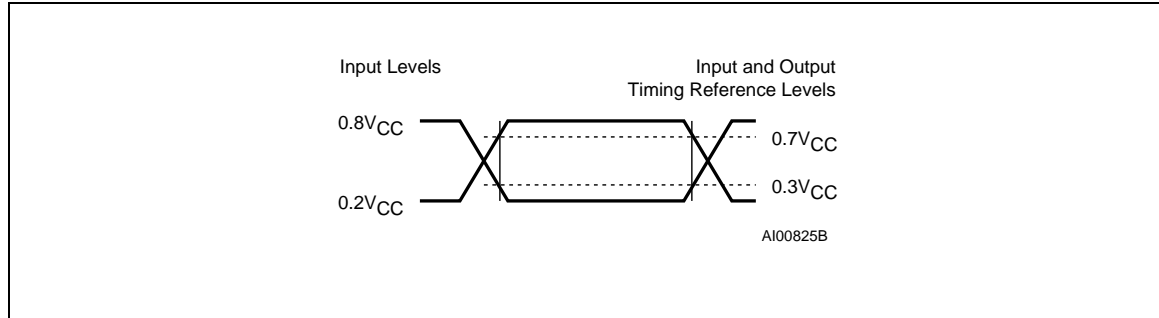 Input Levels
Input and Output
Timing Reference Levels
0.8VCC
0.7VCC
0.3VCC
0.2VCC
AI00825B